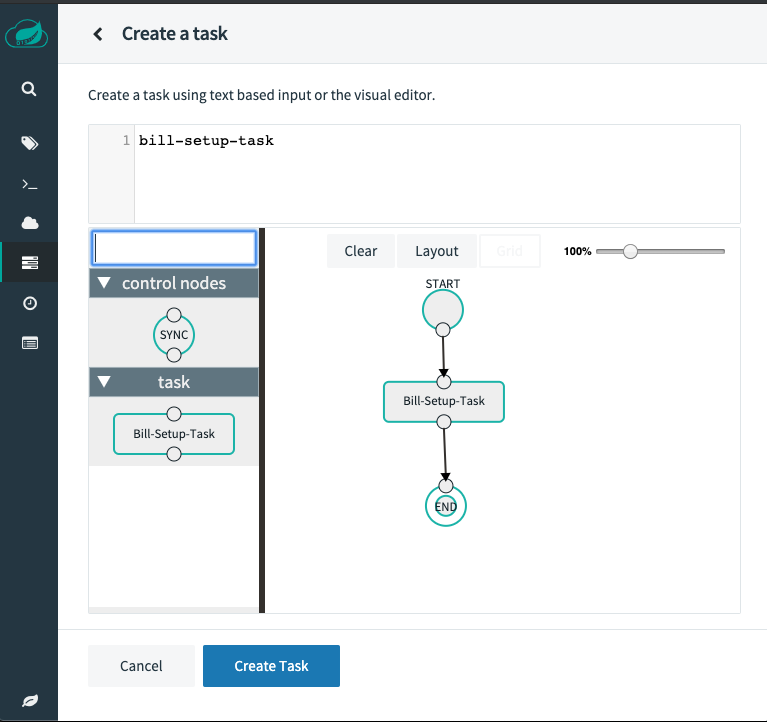 Create a task
Create a task using text based input or the visual editor.
1 bill-setup-task
Clear Layout Grid 100%
control nodes
SYNC
task
Bill-Setup-Task
START
Bill-Setup-Task
END
Cancel Create Task